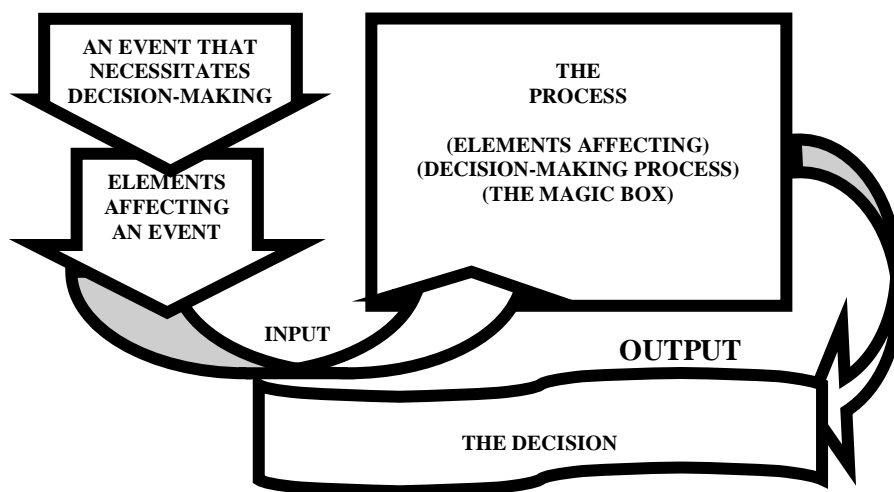 AN EVENT THAT
NECESSITATES
DECISION-MAKING
ELEMENTS
AFFECTING
AN EVENT
INPUT
THE
PROCESS
(ELEMENTS AFFECTING)
(DECISION-MAKING PROCESS)
(THE MAGIC BOX)
OUTPUT
THE DECISION